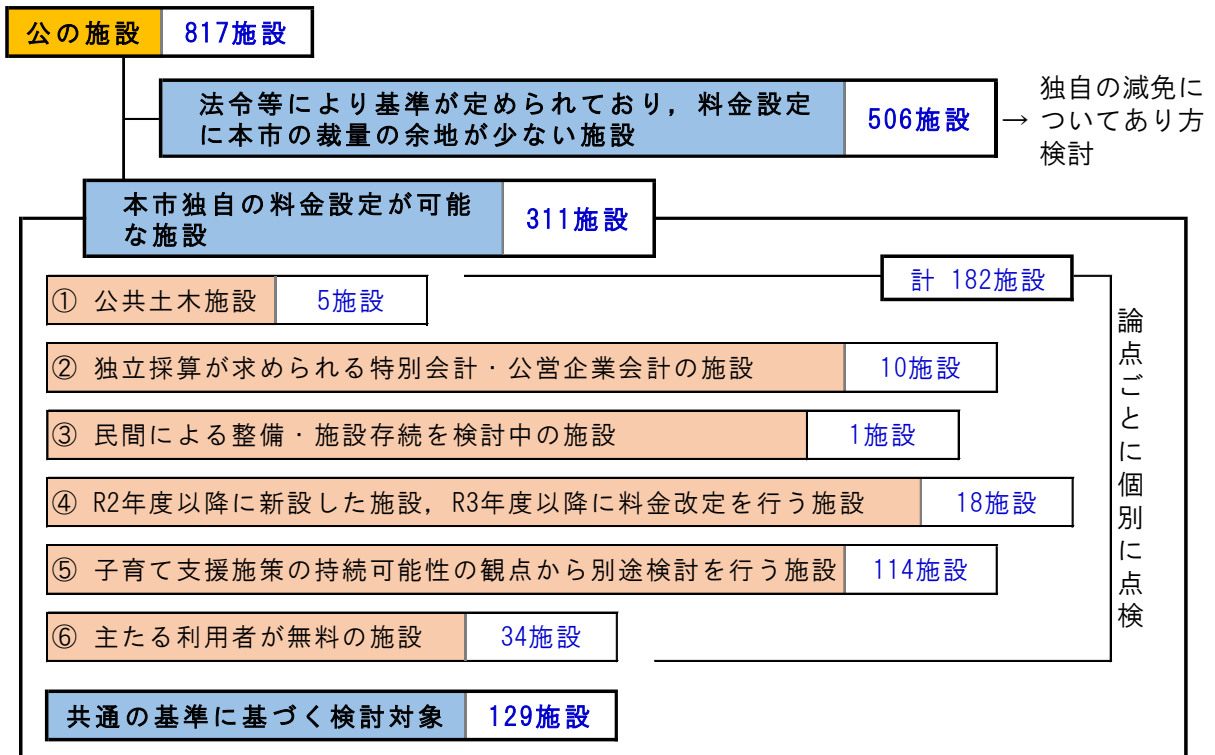 公の施設 817施設
法令等により基準が定められており，料金設定
に本市の裁量の余地が少ない施設
506施設
→
独自の減免に
ついてあり方
検討
本市独自の料金設定が可能
な施設
311施設
計 182施設
① 公共土木施設 5施設
② 独立採算が求められる特別会計・公営企業会計の施設 10施設
③ 民間による整備・施設存続を検討中の施設 1施設
④ R2年度以降に新設した施設，R3年度以降に料金改定を行う施設 18施設
⑤ 子育て支援施策の持続可能性の観点から別途検討を行う施設 114施設
⑥ 主たる利用者が無料の施設 34施設
論点ごとに個別に点検
共通の基準に基づく検討対象 129施設